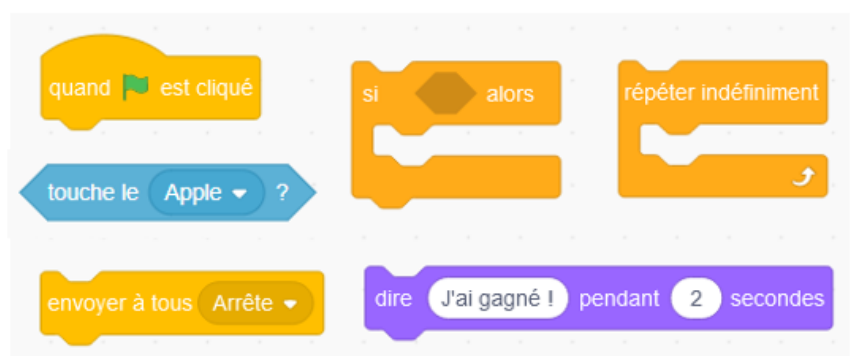 quand est cliqué
si alors
répéter indéfiniment
touche le Apple ?
envoyer à tous Arrête
dire J'ai gagné ! pendant 2 secondes